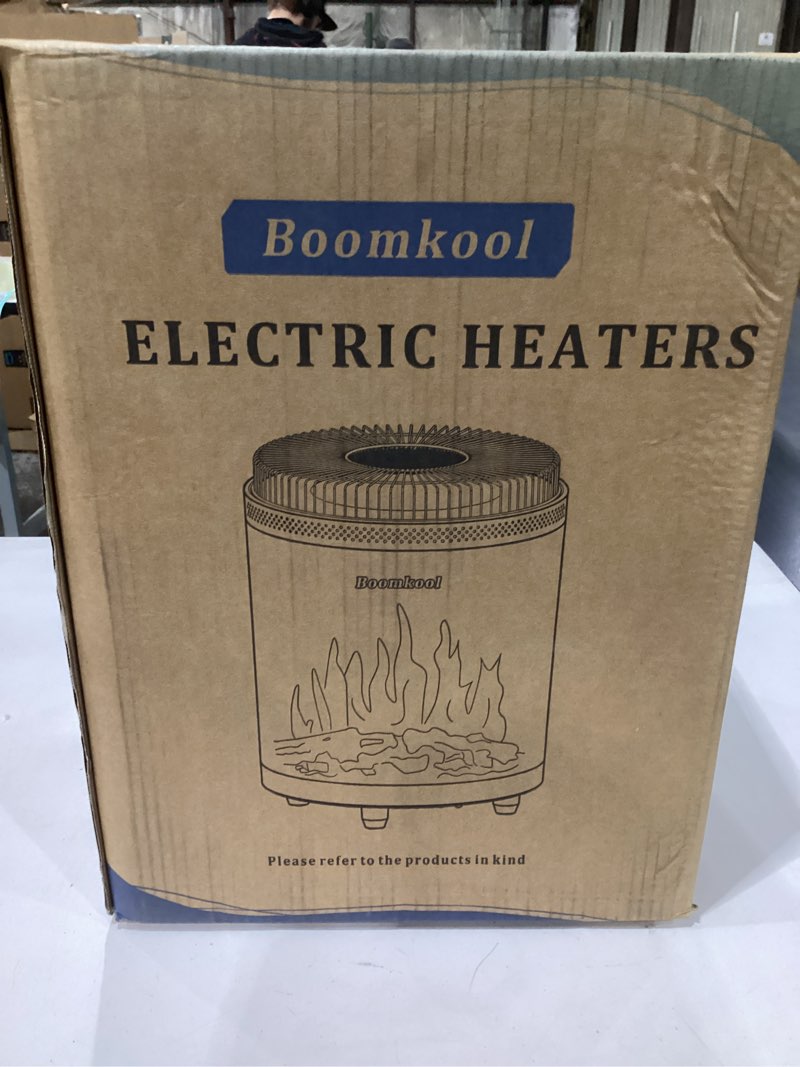 Boomkool
ELECTRIC HEATERS
Boomkool
Please refer to the products in kind